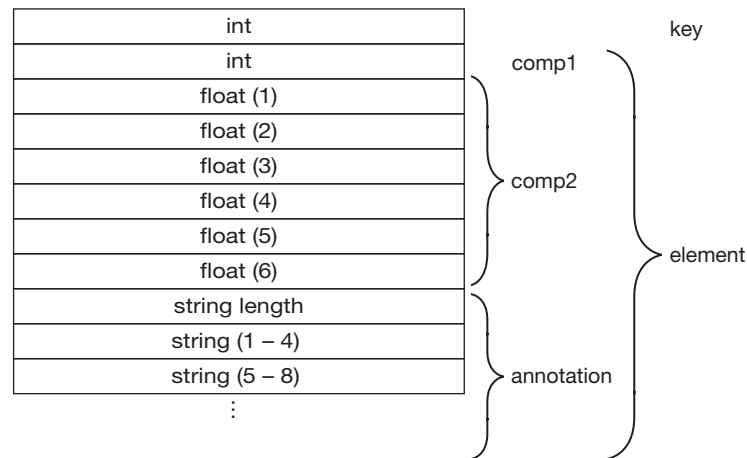 int
key
int
comp1
float (1)
float (2)
float (3)
float (4)
comp2
float (5)
float (6)
element
string length
string (1 – 4)
string (5 – 8)
annotation
⋮